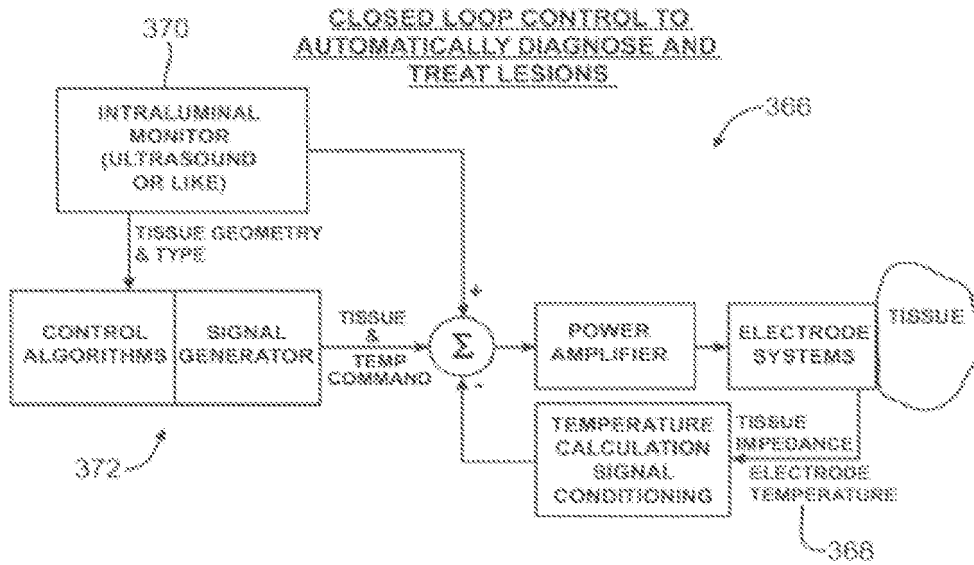 CLOSED LOOP CONTROL TO
AUTOMATICALLY DIAGNOSE AND
TREAT LESIONS
370
366
INTRALUMINAL
MONITOR
(ULTRASOUND
OR LIKE)
TISSUE GEOMETRY
& TYPE
CONTROL
ALGORITHMS
SIGNAL
GENERATOR
TISSUE
&
TEMP
COMMAND
+
Σ
-
POWER
AMPLIFIER
ELECTRODE
SYSTEMS
TISSUE
TEMPERATURE
CALCULATION
SIGNAL
CONDITIONING
TISSUE
IMPEDANCE
ELECTRODE
TEMPERATURE
372
368